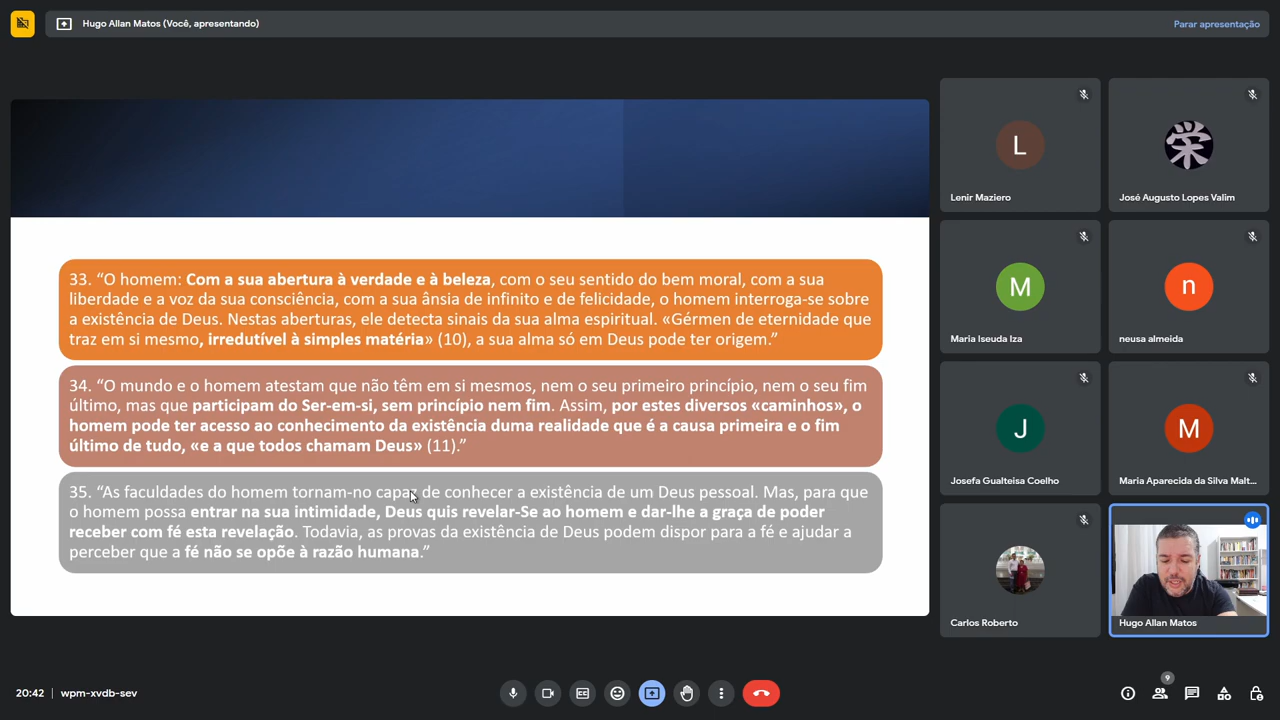 Hugo Allan Matos (Você, apresentando)
Parar apresentação
33. “O homem: Com a sua abertura à verdade e à beleza, com o seu sentido do bem moral, com a sua
liberdade e a voz da sua consciência, com a sua ânsia de infinito e de felicidade, o homem interroga-se sobre
a existência de Deus. Nestas aberturas, ele detecta sinais da sua alma espiritual. «Gérmen de eternidade que
traz em si mesmo, irredutível à simples matéria» (10), a sua alma só em Deus pode ter origem.”
34. “O mundo e o homem atestam que não têm em si mesmos, nem o seu primeiro princípio, nem o seu fim
último, mas que participam do Ser-em-si, sem princípio nem fim. Assim, por estes diversos «caminhos», o
homem pode ter acesso ao conhecimento da existência duma realidade que é a causa primeira e o fim
último de tudo, «e a que todos chamam Deus» (11).”
35. “As faculdades do homem tornam-no capaz de conhecer a existência de um Deus pessoal. Mas, para que
o homem possa entrar na sua intimidade, Deus quis revelar-Se ao homem e dar-lhe a graça de poder
receber com fé esta revelação. Todavia, as provas da existência de Deus podem dispor para a fé e ajudar a
perceber que a fé não se opõe à razão humana.”
L
Lenir Maziero
栄
José Augusto Lopes Valim
M
Maria Iseuda Iza
n
neusa almeida
J
Josefa Gualteisa Coelho
M
Maria Aparecida da Silva Malt...
Carlos Roberto
Hugo Allan Matos
20:42 | wpm-xvdb-sev
9